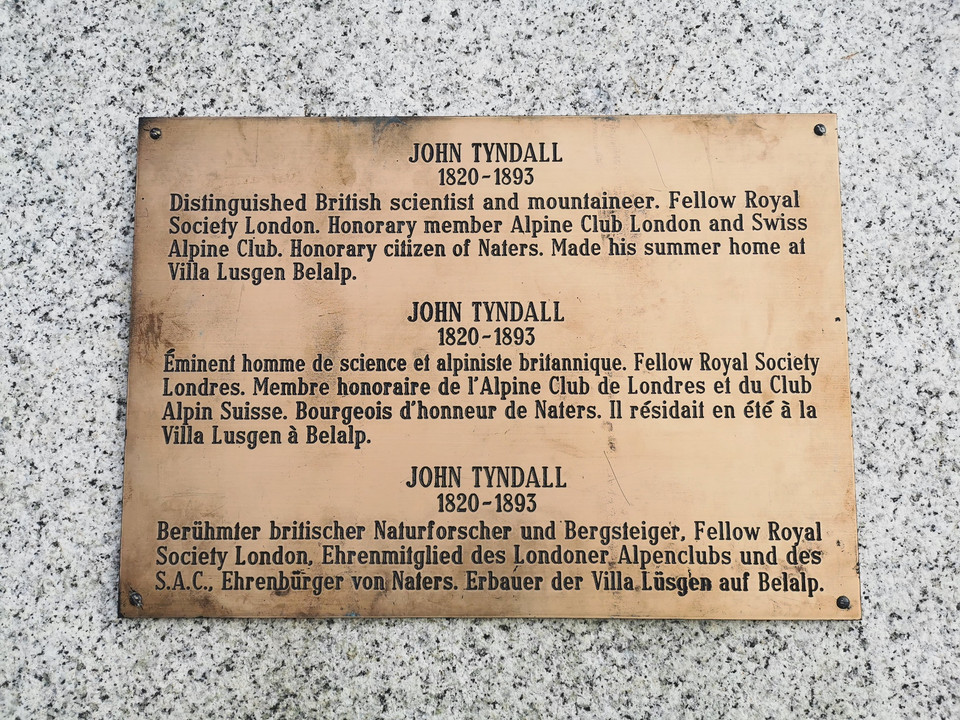 JOHN TYNDALL
1820-1893
Distinguished British scientist and mountaineer. Fellow Royal
Society London. Honorary member Alpine Club London and Swiss
Alpine Club. Honorary citizen of Naters. Made his summer home at
Villa Lusgen Belalp.
JOHN TYNDALL
1820-1893
Éminent homme de science et alpiniste britannique. Fellow Royal Society
Londres. Membre honoraire de l'Alpine Club de Londres et du Club
Alpin Suisse. Bourgeois d'honneur de Naters. Il résidait en été à la
Villa Lusgen à Belalp.
JOHN TYNDALL
1820-1893
Berühmter britischer Naturforscher und Bergsteiger, Fellow Royal
Society London, Ehrenmitglied des Londoner Alpenclubs und des
S.A.C., Ehrenbürger von Naters. Erbauer der Villa Lüsgen auf Belalp.